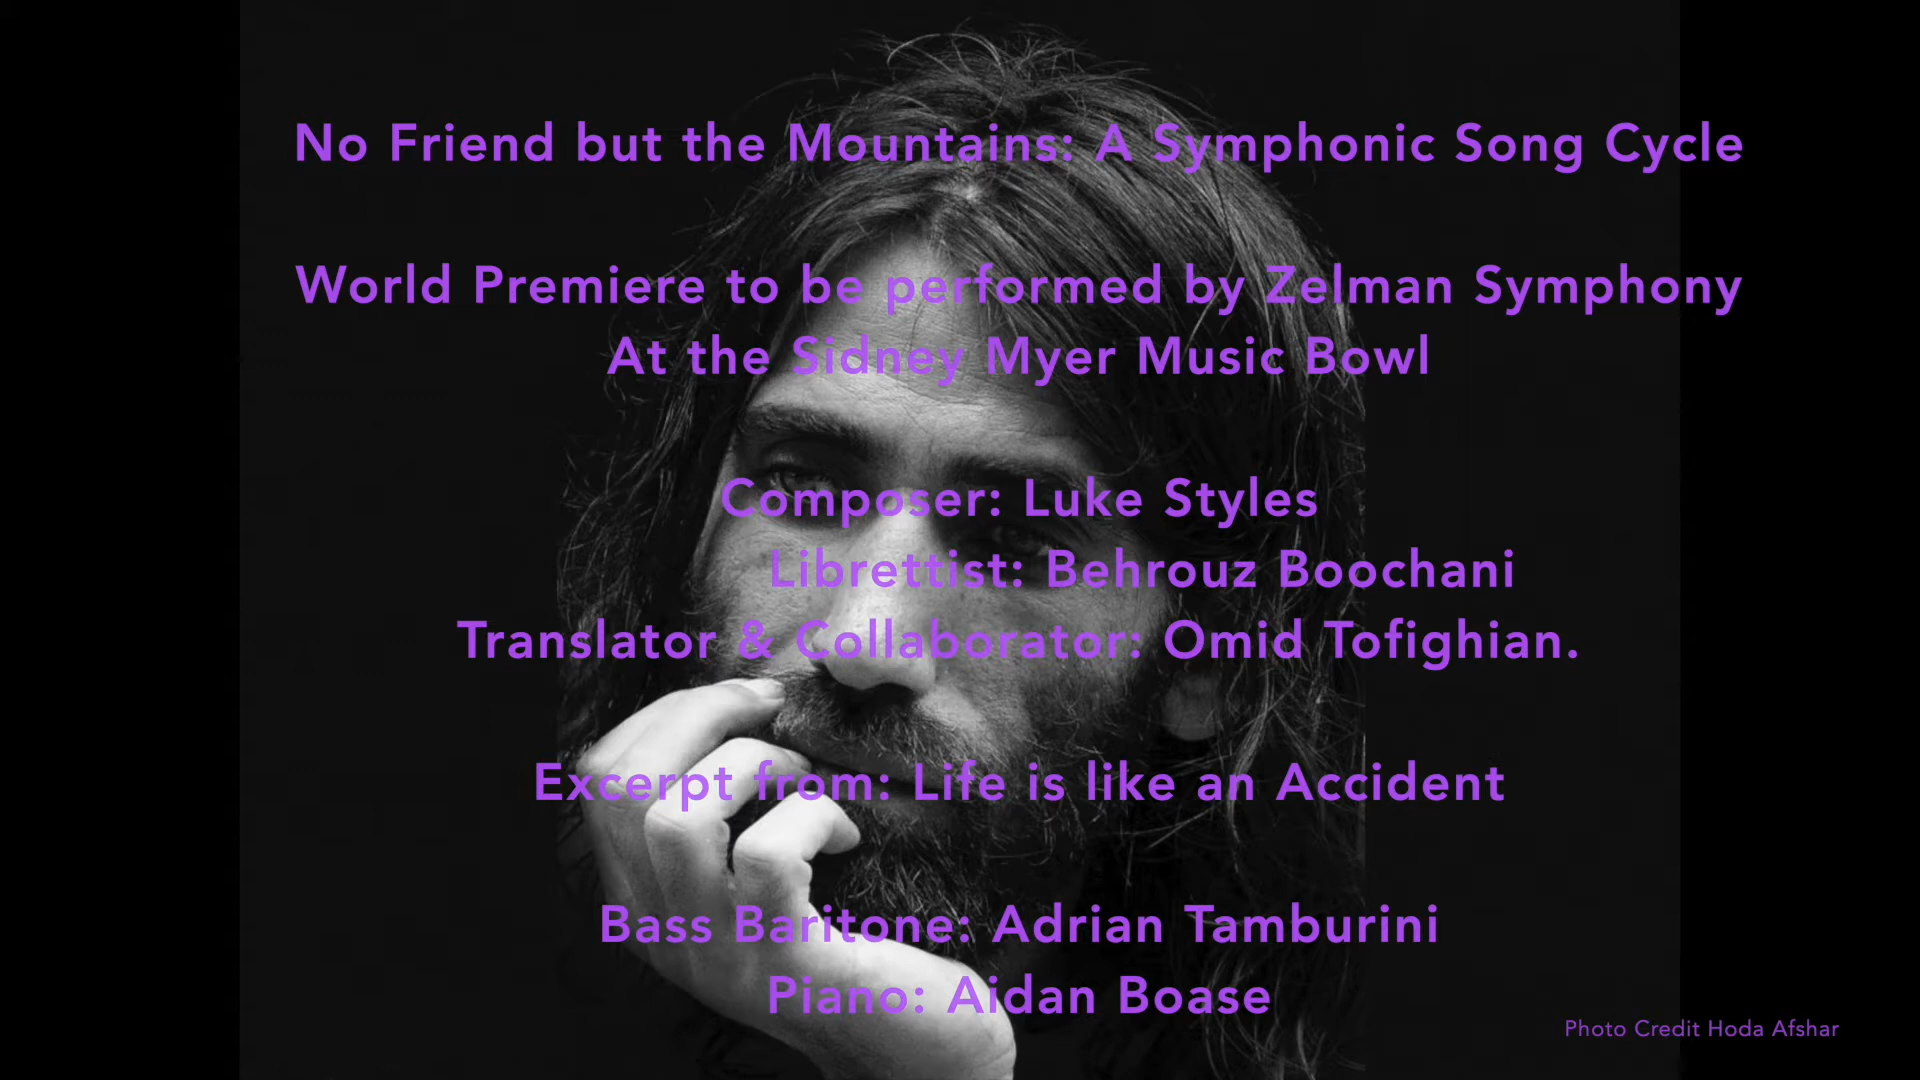 No Friend but the Mountains: A Symphonic Song Cycle
World Premiere to be performed by Zelman Symphony
At the Sidney Myer Music Bowl
Composer: Luke Styles
Librettist: Behrouz Boochani
Translator & Collaborator: Omid Tofighian.
Excerpt from: Life is like an Accident
Bass Baritone: Adrian Tamburini
Piano: Aidan Boase
Photo Credit Hoda Afshar